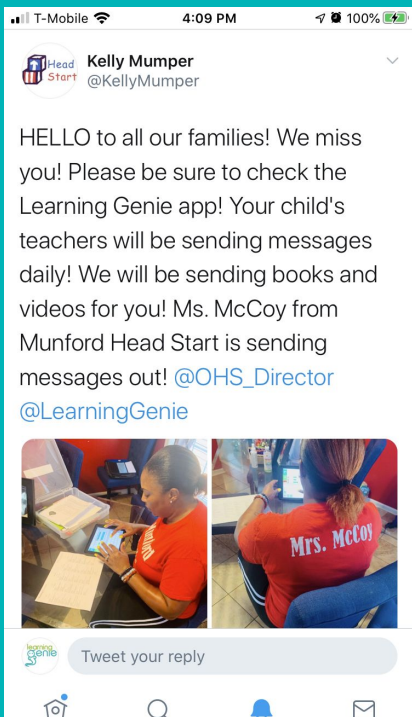 T-Mobile 4:09 PM 100%
Head
Start
Kelly Mumper
@KellyMumper
HELLO to all our families! We miss
you! Please be sure to check the
Learning Genie app! Your child's
teachers will be sending messages
daily! We will be sending books and
videos for you! Ms. McCoy from
Munford Head Start is sending
messages out! @OHS_Director
@LearningGenie
Mrs. McCoy
learning
Genie
Tweet your reply